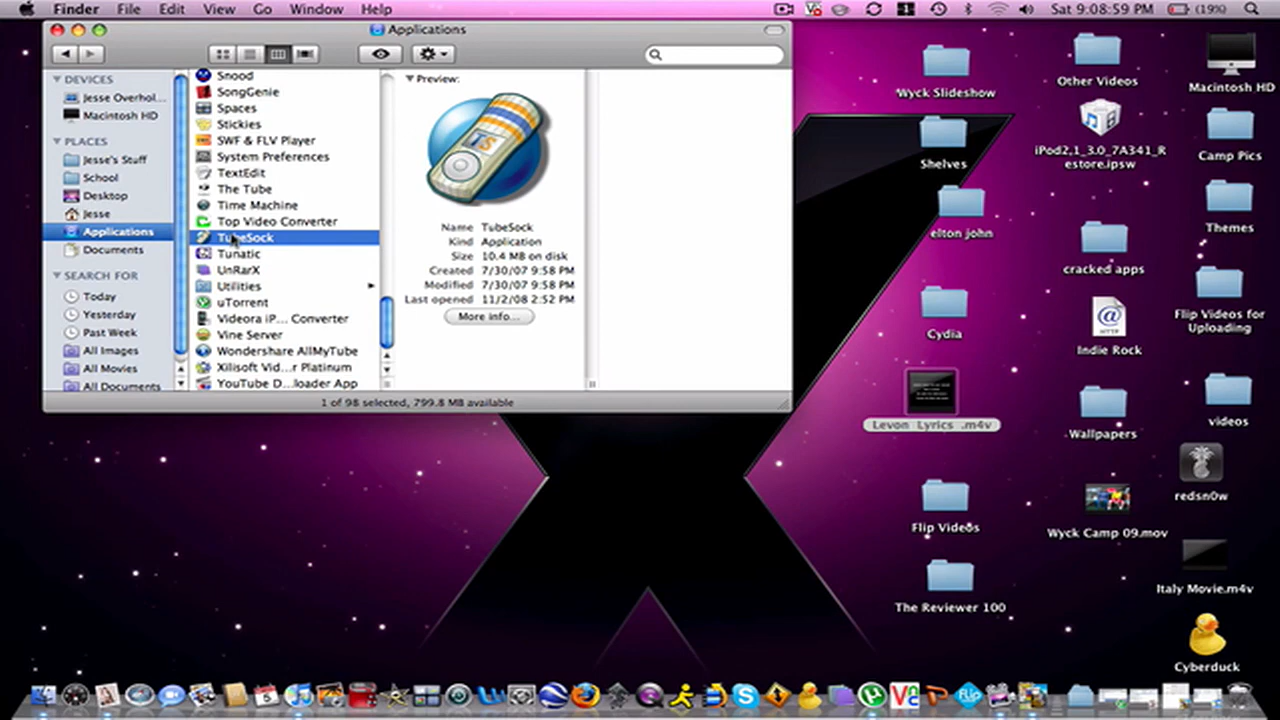 Finder File Edit View Go Window Help
Sat 9:08:59 PM (19%)
Applications
DEVICES
Jesse Overhol...
Macintosh HD
PLACES
Jesse's Stuff
School
Desktop
Jesse
Applications
Documents
SEARCH FOR
Today
Yesterday
Past Week
All Images
All Movies
All Documents
Snood
SongGenie
Spaces
Stickies
SWF & FLV Player
System Preferences
TextEdit
The Tube
Time Machine
Top Video Converter
TubeSock
Tunatic
UnRarX
Utilities
uTorrent
Videora iP... Converter
Vine Server
Wondershare AllMyTube
Xilisoft Vid...r Platinum
YouTube D...loader App
Preview:
TS
Name TubeSock
Kind Application
Size 10.4 MB on disk
Created 7/30/07 9:58 PM
Modified 7/30/07 9:58 PM
Last opened 11/2/08 2:52 PM
More info...
1 of 98 selected, 799.8 MB available
Wyck Slideshow
Shelves
elton john
Cydia
Levon Lyrics .m4v
Flip Videos
The Reviewer 100
Other Videos
iPod2,1_3.0_7A341_R
estore.ipsw
cracked apps
HTTP
Indie Rock
Wallpapers
Wyck Camp 09.mov
Macintosh HD
Camp Pics
Themes
Flip Videos for
Uploading
videos
redsn0w
Italy Movie.m4v
Cyberduck
Flip